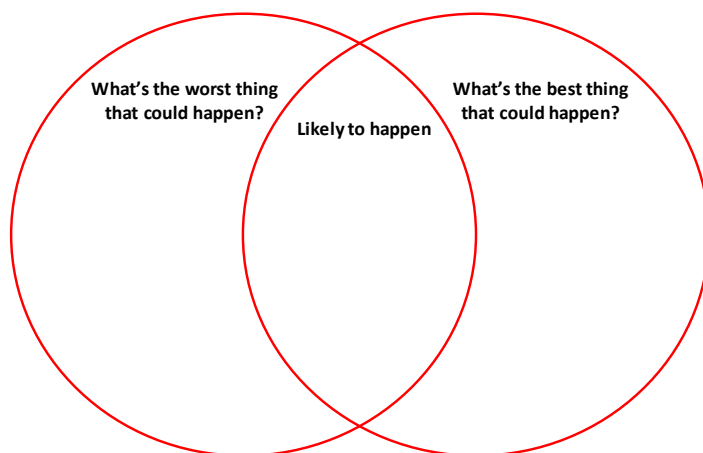 What’s the worst thing
that could happen?
Likely to happen
What’s the best thing
that could happen?